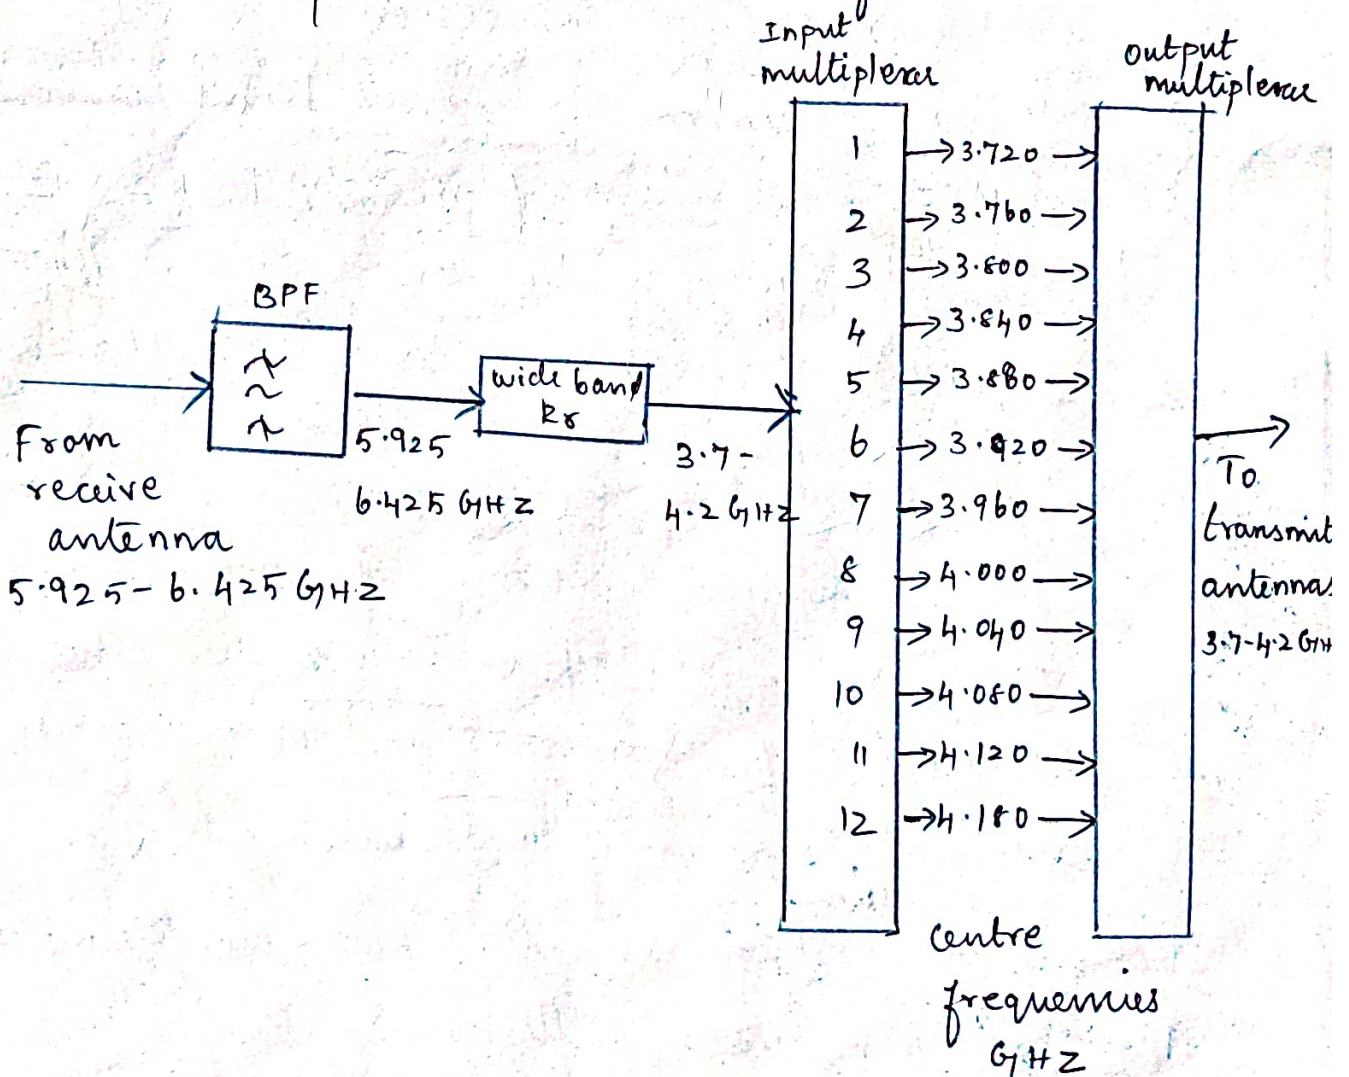 Input
multiplexer
output
multiplexer
1 3.720
2 3.760
3 3.800
4 3.840
5 3.880
6 3.920
7 3.960
8 4.000
9 4.040
10 4.080
11 4.120
12 4.180
BPF
wide band
From
receive
antenna
5.925-6.425 GHZ
5.925
6.425 GHZ
3.7-
4.2 GHZ
To
transmit
antennas
3.7-4.2 GH
centre
frequencies
GHZ